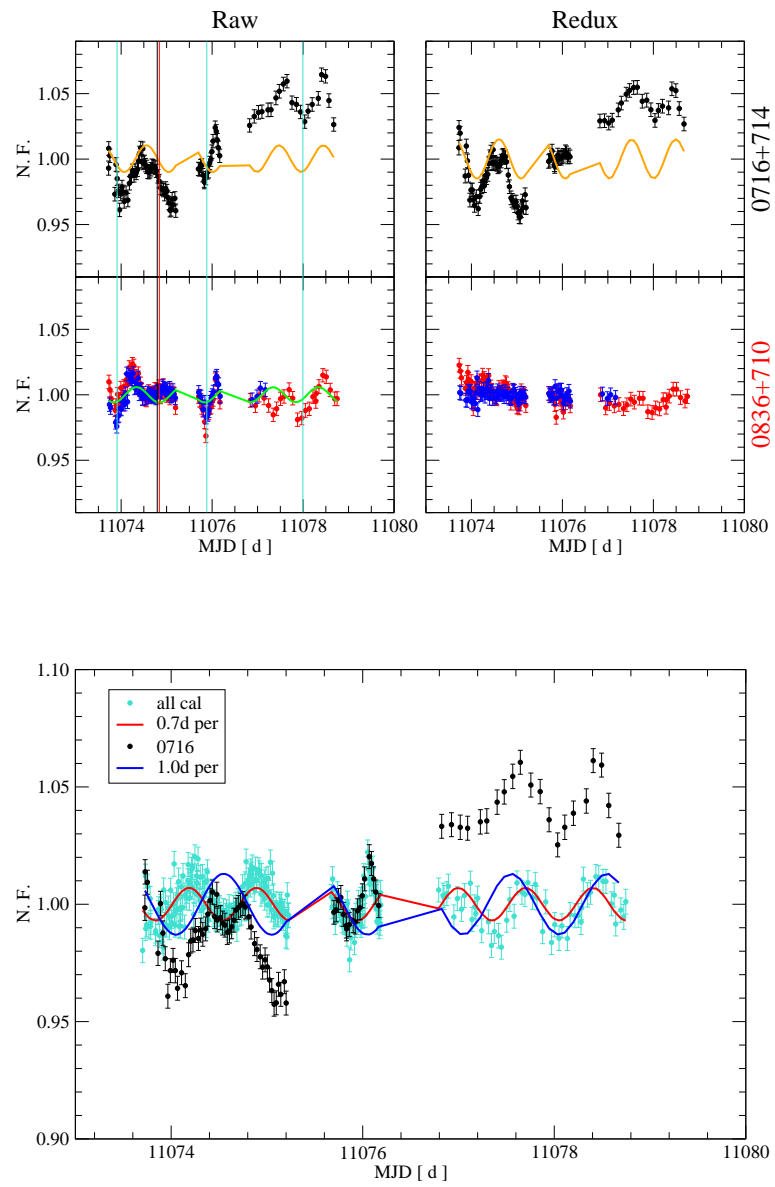 Raw Redux
1.05
1.00
0.95
N. F.
0716+714
1.05
1.00
0.95
N. F.
0836+710
11074 11076 11078 11080 11074 11076 11078 11080
MJD [ d ] MJD [ d ]
1.10
1.05
1.00
0.95
0.90
N. F.
all cal
0.7d per
0716
1.0d per
11074 11076 11078 11080
MJD [ d ]